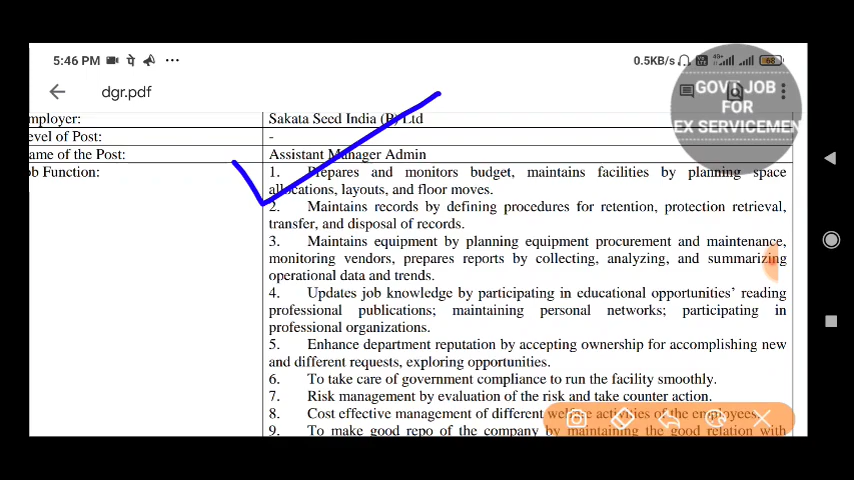 5:46 PM
0.5KB/s
4G+
68
dgr.pdf
GOVT JOB
FOR
EX SERVICEMEN
mployer: Sakata Seed India (P) Ltd
evel of Post: -
ame of the Post: Assistant Manager Admin
ob Function: 1. Prepares and monitors budget, maintains facilities by planning space
allocations, layouts, and floor moves.
2. Maintains records by defining procedures for retention, protection retrieval,
transfer, and disposal of records.
3. Maintains equipment by planning equipment procurement and maintenance,
monitoring vendors, prepares reports by collecting, analyzing, and summarizing
operational data and trends.
4. Updates job knowledge by participating in educational opportunities’ reading
professional publications; maintaining personal networks; participating in
professional organizations.
5. Enhance department reputation by accepting ownership for accomplishing new
and different requests, exploring opportunities.
6. To take care of government compliance to run the facility smoothly.
7. Risk management by evaluation of the risk and take counter action.
8. Cost effective management of different welfare activities of the employees.
9. To make good repo of the company by maintaining the good relation with